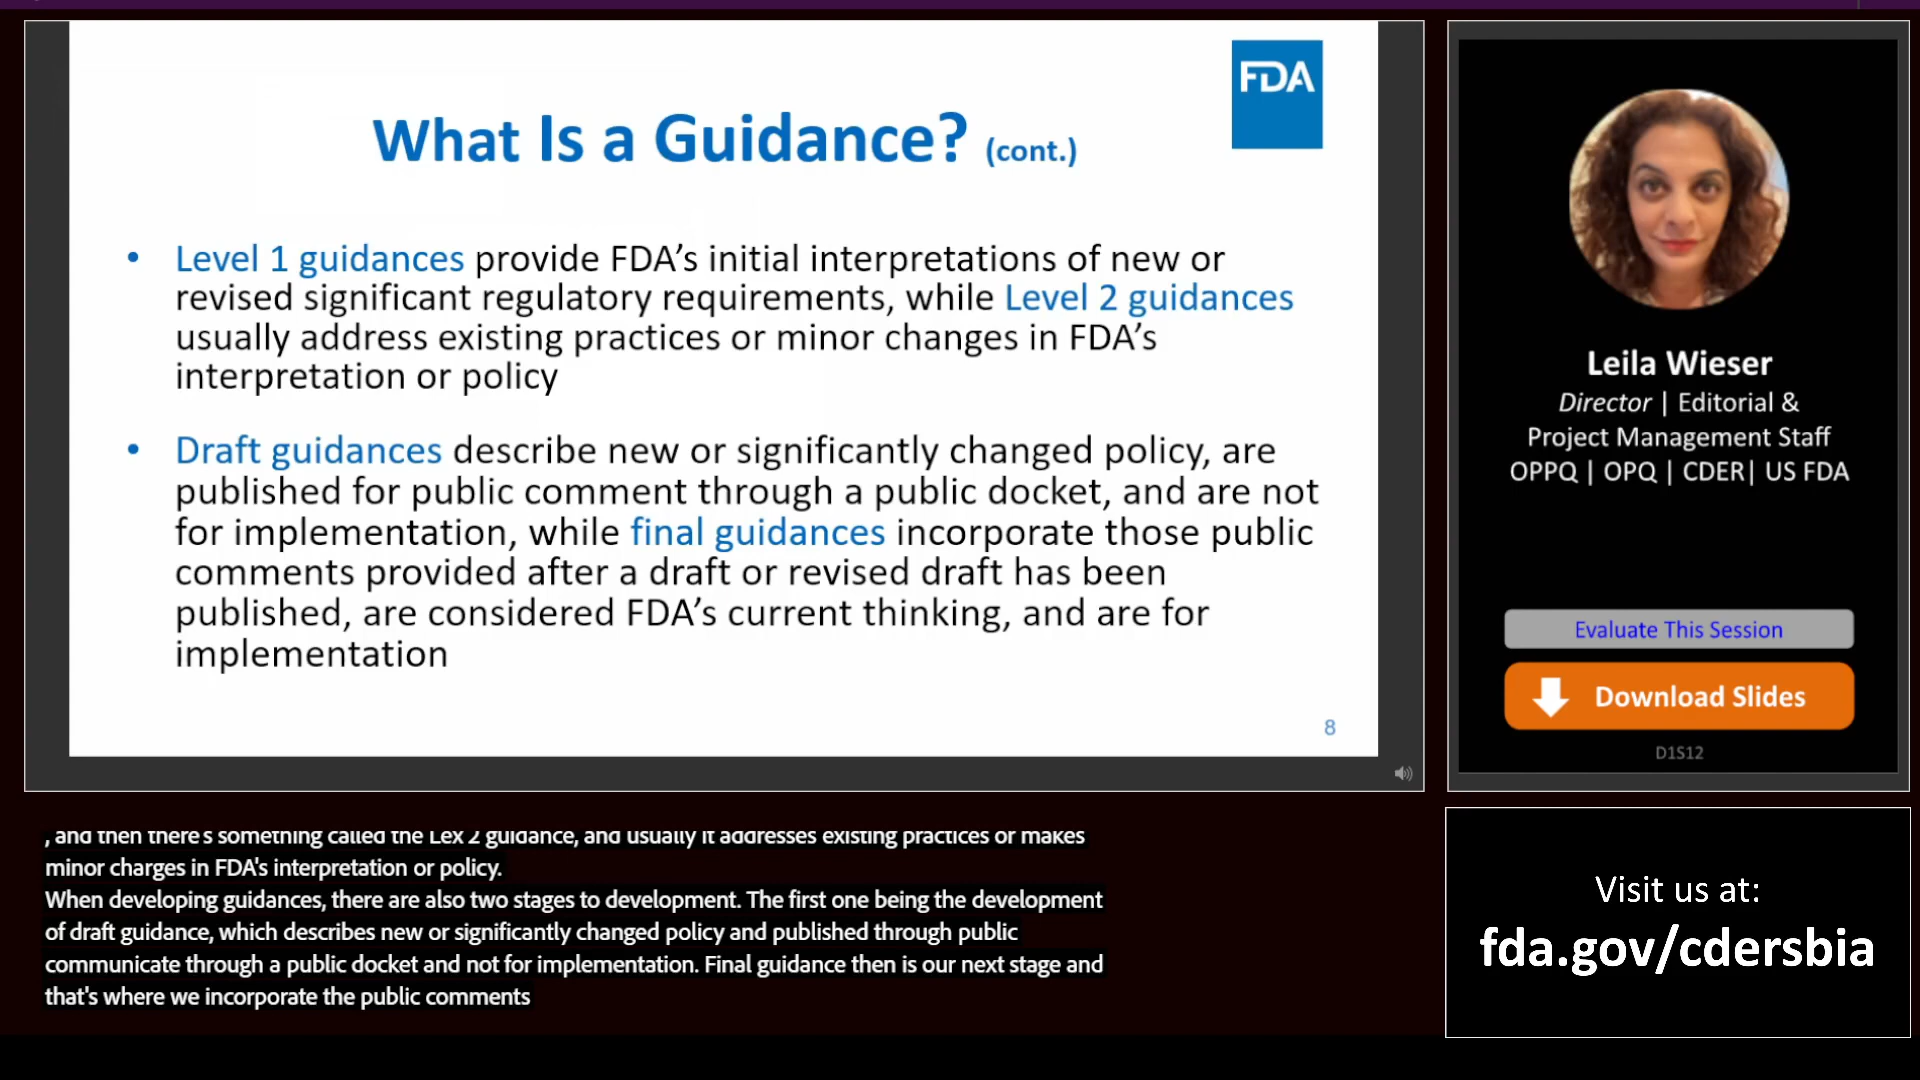 FDA
What Is a Guidance? (cont.)
• Level 1 guidances provide FDA's initial interpretations of new or
revised significant regulatory requirements, while Level 2 guidances
usually address existing practices or minor changes in FDA's
interpretation or policy
• Draft guidances describe new or significantly changed policy, are
published for public comment through a public docket, and are not
for implementation, while final guidances incorporate those public
comments provided after a draft or revised draft has been
published, are considered FDA's current thinking, and are for
implementation
8
Leila Wieser
Director | Editorial &
Project Management Staff
OPPQ | OPQ | CDER| US FDA
Evaluate This Session
Download Slides
D1S12
, and then there's something called the Lex 2 guidance, and usually it addresses existing practices or makes
minor charges in FDA's interpretation or policy.
When developing guidances, there are also two stages to development. The first one being the development
of draft guidance, which describes new or significantly changed policy and published through public
communicate through a public docket and not for implementation. Final guidance then is our next stage and
that's where we incorporate the public comments
Visit us at:
fda.gov/cdersbia